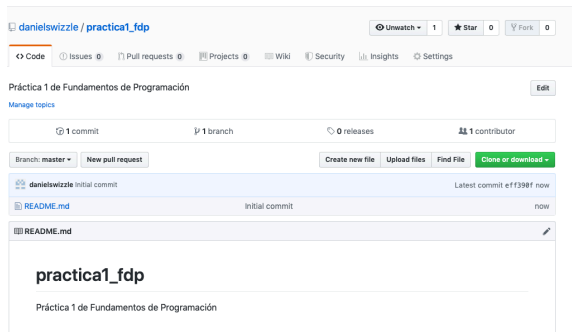 danielswizzle / practica1_fdp
Unwatch 1 Star 0 Fork 0
Code Issues 0 Pull requests 0 Projects 0 Wiki Security Insights Settings
Práctica 1 de Fundamentos de Programación Edit
Manage topics
1 commit 1 branch 0 releases 1 contributor
Branch: master New pull request Create new file Upload files Find File Clone or download
danielswizzle Initial commit Latest commit eff390f now
README.md Initial commit now
README.md
practica1_fdp
Práctica 1 de Fundamentos de Programación